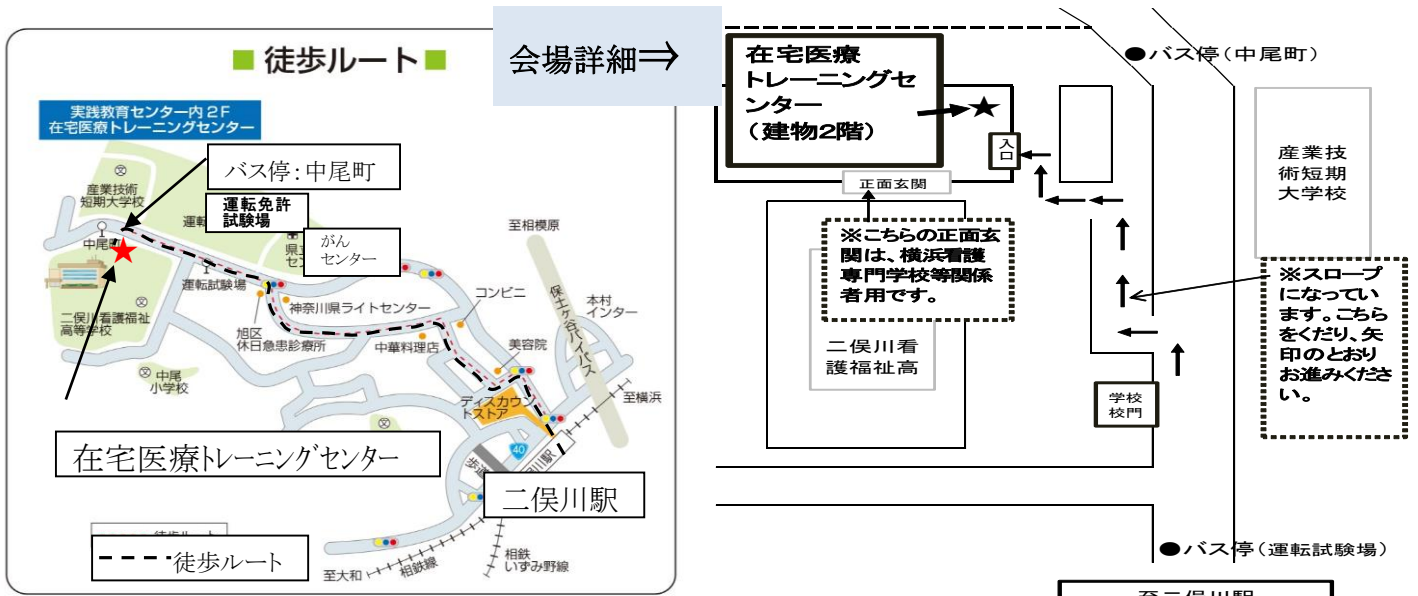 ■ 徒歩ルート ■
会場詳細⇒
実践教育センター内2F
在宅医療トレーニングセンター
バス停:中尾町
産業技術
短期大学校
運転免許
試験場
がん
センター
中尾町
運転試験場
至相模原
コンビニ
本村
インター
保土ヶ谷バイパス
神奈川県ライトセンター
旭区
休日急患診療所
中華料理店
美容院
二俣川看護福祉
高等学校
中尾
小学校
ディスカウン
トストア
至横浜
40
在宅医療トレーニングセンター
二俣川駅
徒歩ルート
至大和
相鉄線
相鉄
いずみ野線
在宅医療
トレーニングセ
ンター
(建物2階)
●バス停(中尾町)
入口
正面玄関
産業技
術短期
大学校
※こちらの正面玄
関は、横浜看護
専門学校等関係
者用です。
※スロープ
になってい
ます。こちら
をくだり、矢
印のとおり
お進みくださ
い。
二俣川看
護福祉高
学校
校門
●バス停(運転試験場)
至二俣川駅